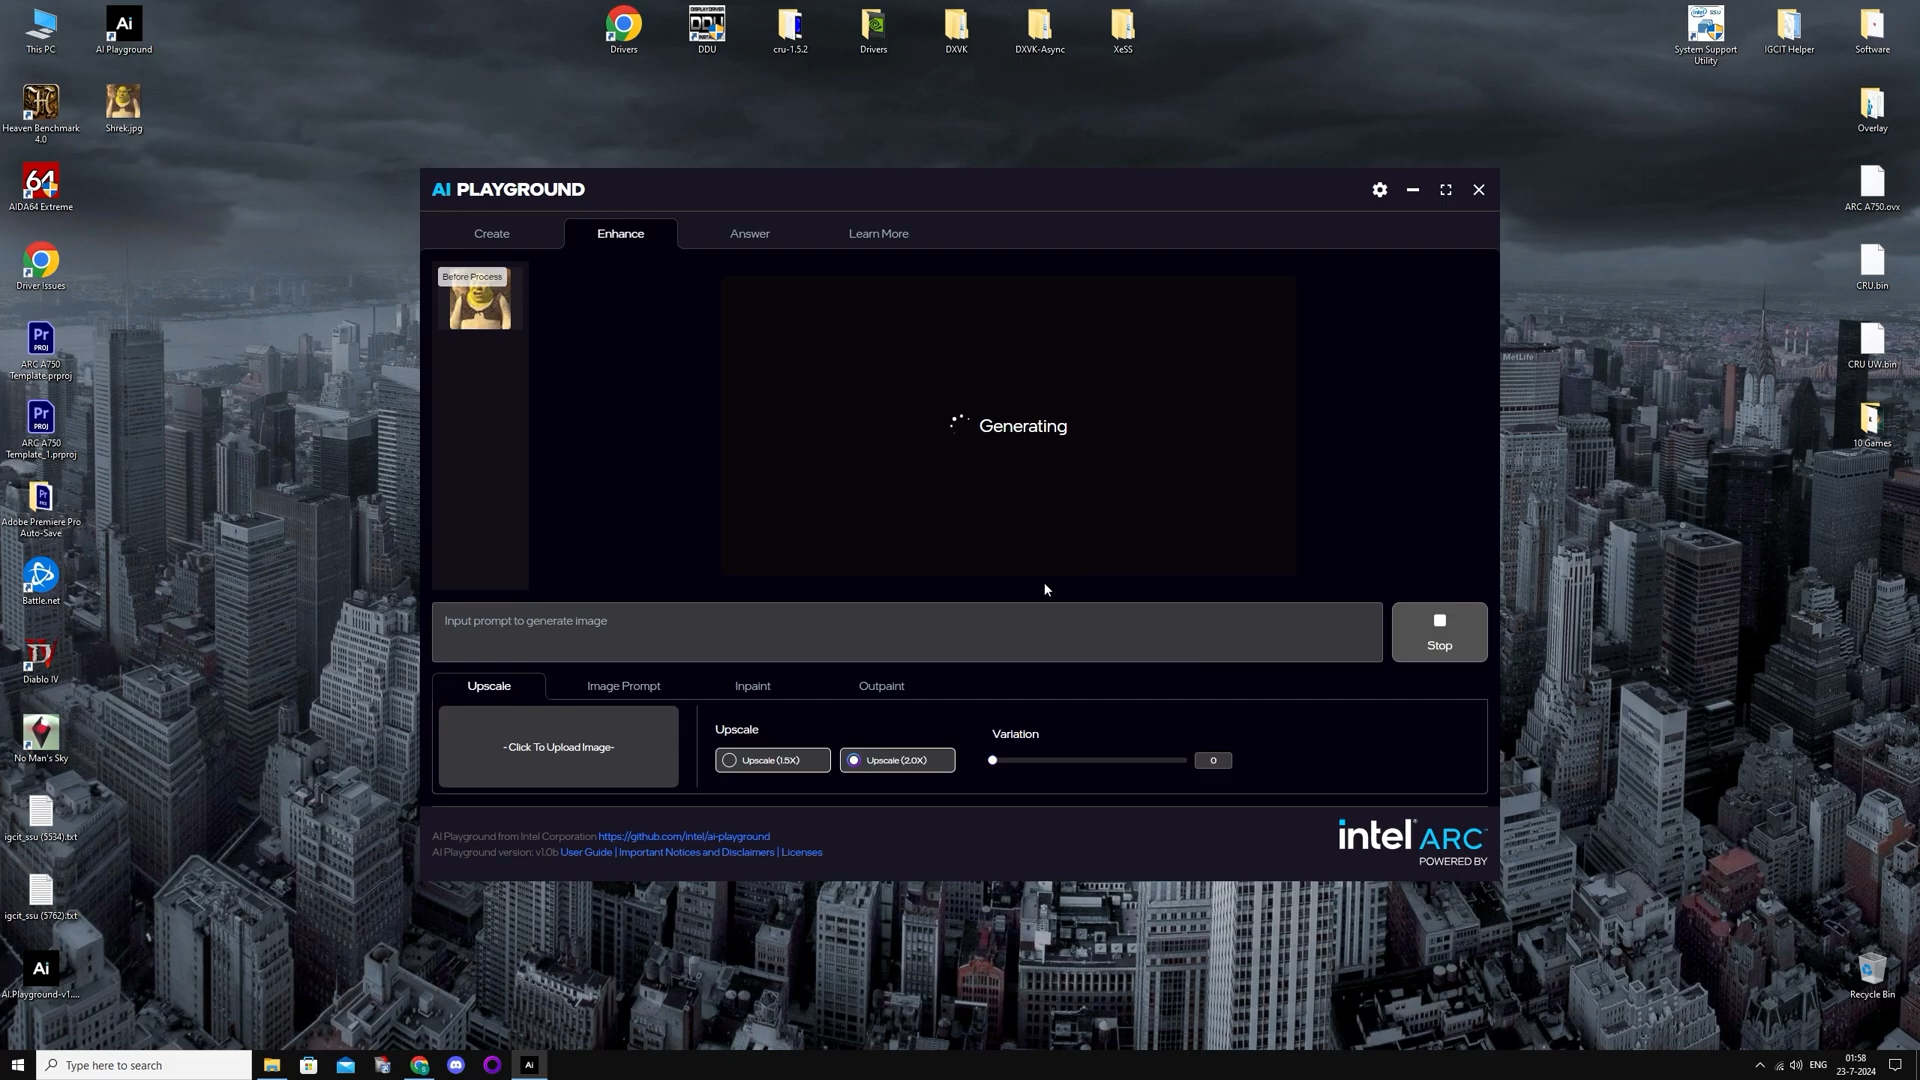 This PC
AI Playground
Drivers
DDU
cru-1.5.2
Drivers
DXVK
DXVK-Async
XeSS
System Support
Utility
IGCIT Helper
Software
Heaven Benchmark
4.0
Shrek.jpg
Overlay
AIDA64 Extreme
ARC A750.ovx
Driver Issues
CRU.bin
ARC A750
Template.prproj
CRU UW.bin
ARC A750
Template_1.prproj
10 Games
Adobe Premiere Pro
Auto-Save
Battle.net
Diablo IV
No Man's Sky
igcit_ssu (5534).txt
igcit_ssu (5762).txt
AI.Playground-v1....
Recycle Bin
AI PLAYGROUND
Create
Enhance
Answer
Learn More
Before Process
Generating
Input prompt to generate image
Stop
Upscale
Image Prompt
Inpaint
Outpaint
- Click To Upload Image-
Upscale
Upscale (1.5X)
Upscale (2.0X)
Variation
0
AI Playground from Intel Corporation https://github.com/intel/ai-playground
AI Playground version: v1.0b User Guide | Important Notices and Disclaimers | Licenses
intel ARC
POWERED BY
MetLife
Type here to search
Ai
ENG
01:58
23-7-2024